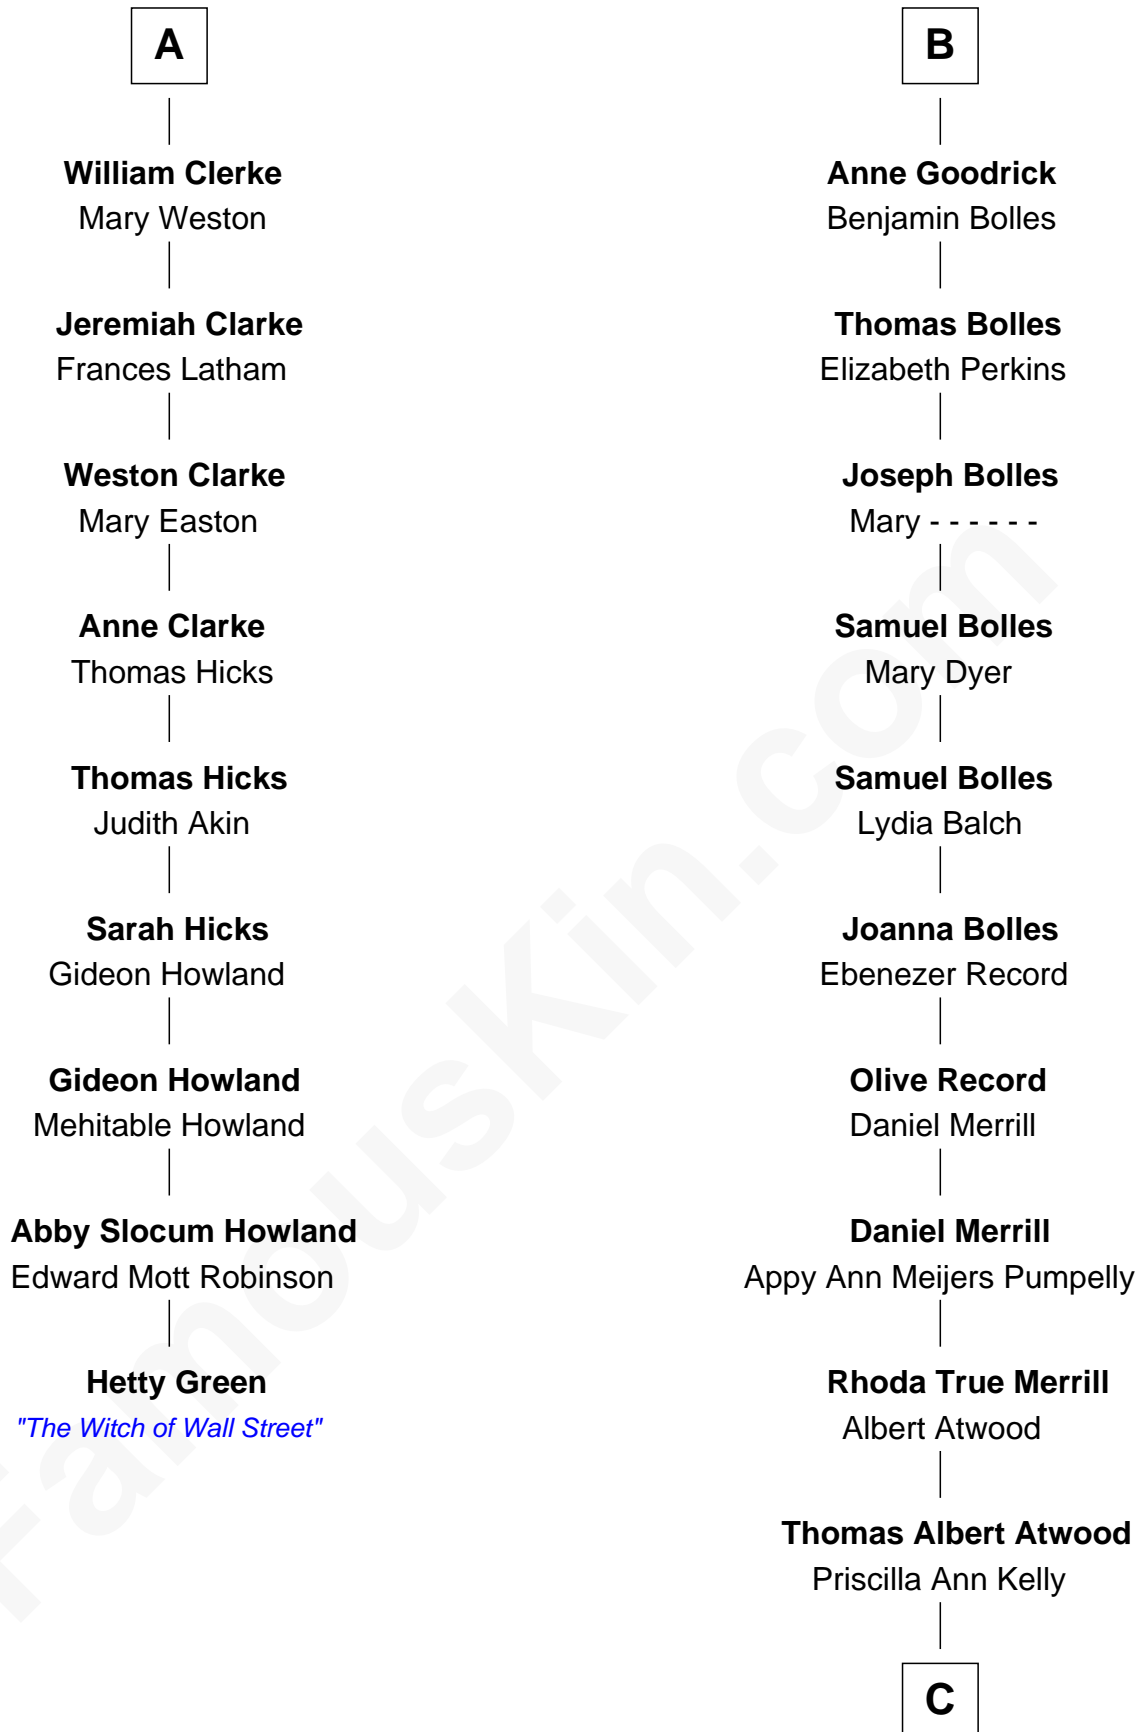 A
William Clerke
Mary Weston
Jeremiah Clarke
Frances Latham
Weston Clarke
Mary Easton
Anne Clarke
Thomas Hicks
Thomas Hicks
Judith Akin
Sarah Hicks
Gideon Howland
Gideon Howland
Mehitable Howland
Abby Slocum Howland
Edward Mott Robinson
Hetty Green
"The Witch of Wall Street"
B
Anne Goodrick
Benjamin Bolles
Thomas Bolles
Elizabeth Perkins
Joseph Bolles
Mary - - - - - -
Samuel Bolles
Mary Dyer
Samuel Bolles
Lydia Balch
Joanna Bolles
Ebenezer Record
Olive Record
Daniel Merrill
Daniel Merrill
Appy Ann Meijers Pumpelly
Rhoda True Merrill
Albert Atwood
Thomas Albert Atwood
Priscilla Ann Kelly
C
FamousKin.com